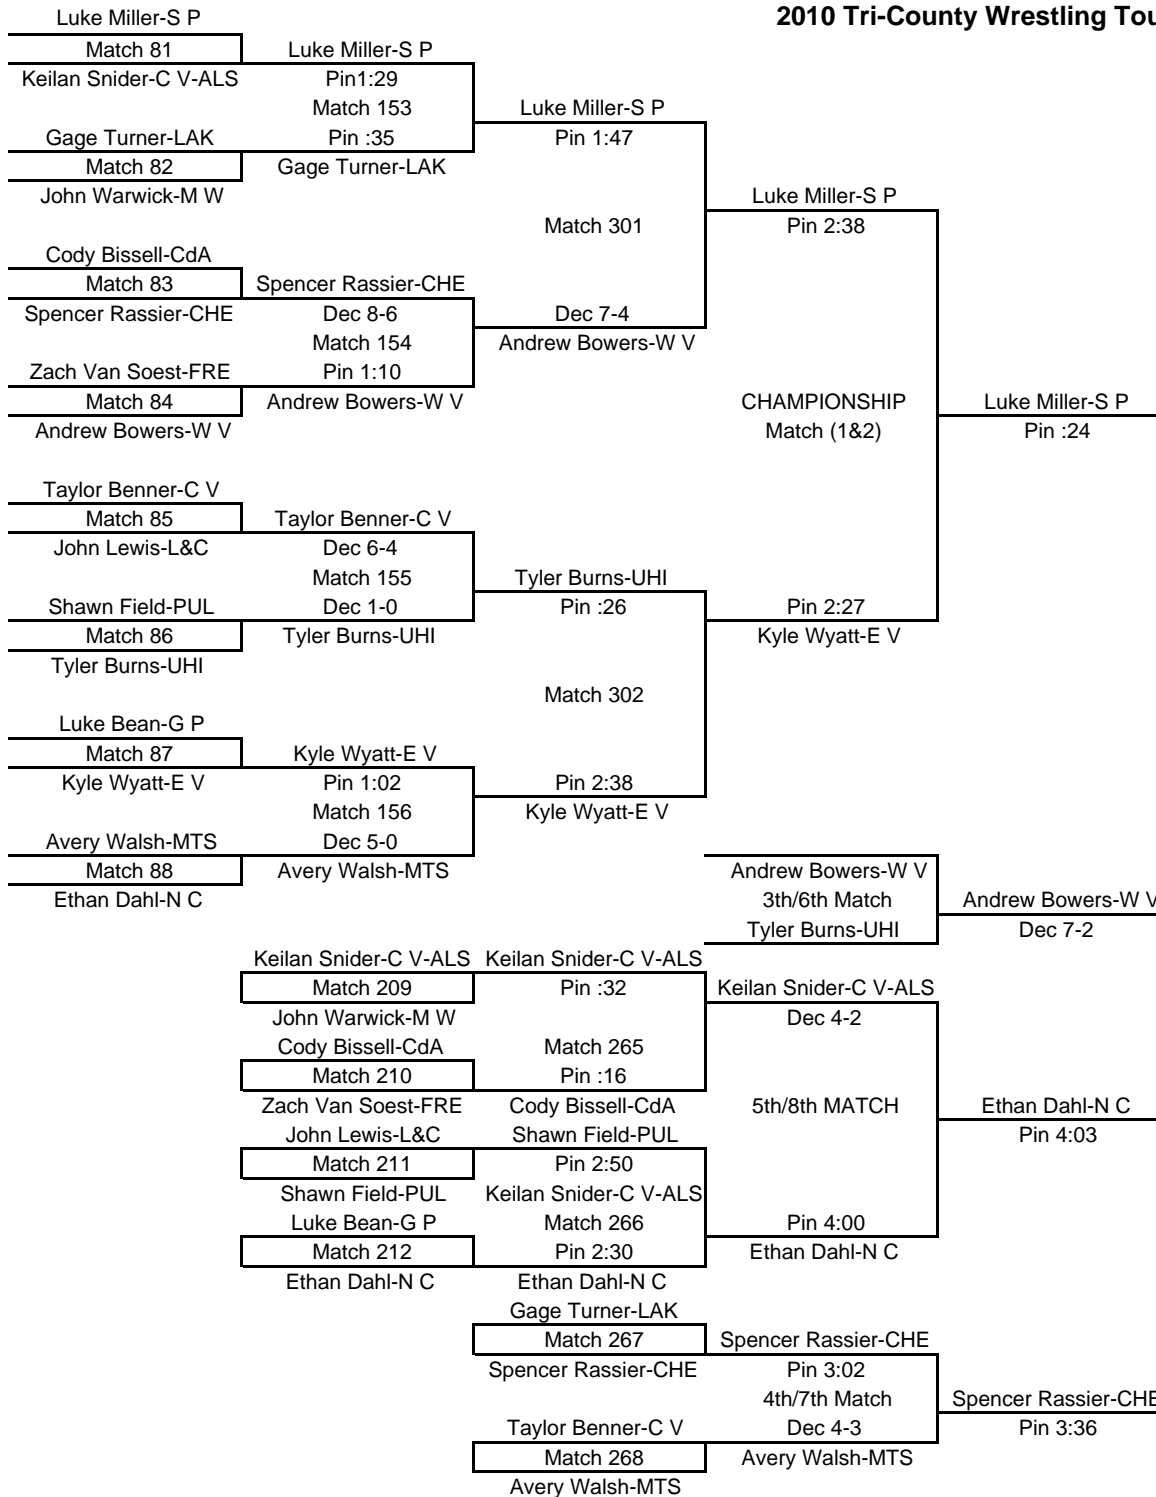 Luke Miller-S P
2010 Tri-County Wrestling Tou
Match 81
Luke Miller-S P
Keilan Snider-C V-ALS
Pin1:29
Match 153
Luke Miller-S P
Gage Turner-LAK
Pin :35
Pin 1:47
Match 82
Gage Turner-LAK
John Warwick-M W
Luke Miller-S P
Match 301
Pin 2:38
Cody Bissell-CdA
Match 83
Spencer Rassier-CHE
Spencer Rassier-CHE
Dec 8-6
Dec 7-4
Match 154
Andrew Bowers-W V
Zach Van Soest-FRE
Pin 1:10
Match 84
Andrew Bowers-W V
CHAMPIONSHIP
Luke Miller-S P
Andrew Bowers-W V
Match (1&2)
Pin :24
Taylor Benner-C V
Match 85
Taylor Benner-C V
John Lewis-L&C
Dec 6-4
Match 155
Tyler Burns-UHI
Shawn Field-PUL
Dec 1-0
Pin :26
Pin 2:27
Match 86
Tyler Burns-UHI
Kyle Wyatt-E V
Tyler Burns-UHI
Match 302
Luke Bean-G P
Match 87
Kyle Wyatt-E V
Kyle Wyatt-E V
Pin 1:02
Pin 2:38
Match 156
Kyle Wyatt-E V
Avery Walsh-MTS
Dec 5-0
Match 88
Avery Walsh-MTS
Andrew Bowers-W V
Ethan Dahl-N C
3th/6th Match
Andrew Bowers-W V
Tyler Burns-UHI
Dec 7-2
Keilan Snider-C V-ALS
Keilan Snider-C V-ALS
Match 209
Pin :32
Keilan Snider-C V-ALS
John Warwick-M W
Dec 4-2
Cody Bissell-CdA
Match 265
Match 210
Pin :16
Zach Van Soest-FRE
Cody Bissell-CdA
5th/8th MATCH
Ethan Dahl-N C
John Lewis-L&C
Shawn Field-PUL
Pin 4:03
Match 211
Pin 2:50
Shawn Field-PUL
Keilan Snider-C V-ALS
Luke Bean-G P
Match 266
Pin 4:00
Match 212
Pin 2:30
Ethan Dahl-N C
Ethan Dahl-N C
Ethan Dahl-N C
Gage Turner-LAK
Match 267
Spencer Rassier-CHE
Spencer Rassier-CHE
Pin 3:02
4th/7th Match
Spencer Rassier-CHE
Taylor Benner-C V
Dec 4-3
Pin 3:36
Match 268
Avery Walsh-MTS
Avery Walsh-MTS